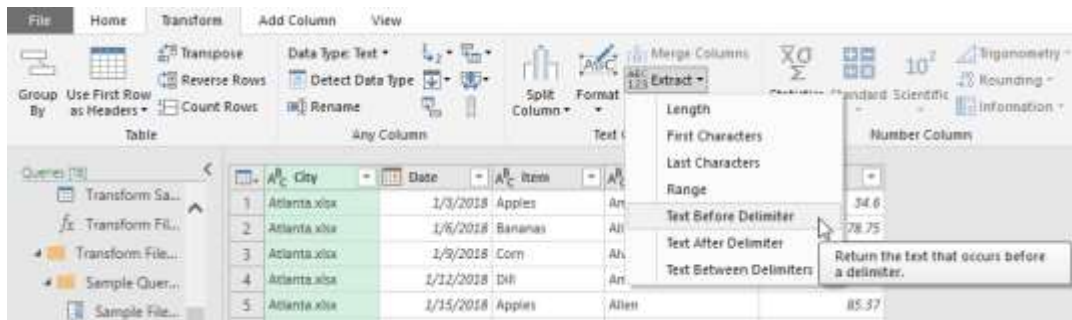 File Home Transform Add Column View
Transpose Data Type: Text Merge Columns Trigonometry
Reverse Rows Detect Data Type Extract Rounding
Group By Use First Row as Headers Count Rows Rename Split Column Format Standard Scientific Information
Table Any Column Text Number Column
Length
First Characters
Last Characters
Range
Text Before Delimiter
Text After Delimiter
Text Between Delimiters
Return the text that occurs before
a delimiter.
Queries [78]
Transform Sa...
fx Transform Fil...
Transform File...
Sample Quer...
Sample File...
City Date Item
1 Atlanta.xlsx 1/3/2018 Apples 34.6
2 Atlanta.xlsx 1/6/2018 Bananas 78.75
3 Atlanta.xlsx 1/9/2018 Corn
4 Atlanta.xlsx 1/12/2018 Dill
5 Atlanta.xlsx 1/15/2018 Apples Allen 85.37